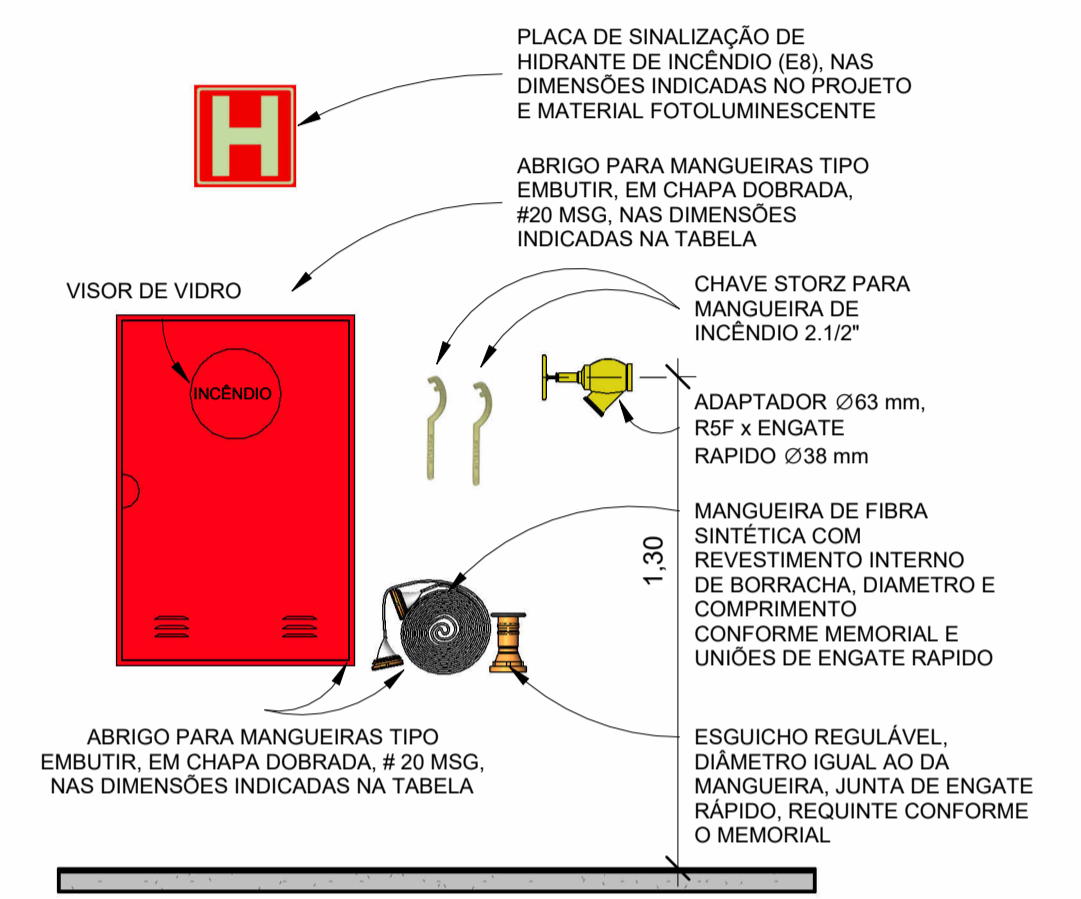 PLACA DE SINALIZAÇÃO DE
HIDRANTE DE INCÊNDIO (E8), NAS
DIMENSÕES INDICADAS NO PROJETO
E MATERIAL FOTOLUMINESCENTE
H
ABRIGO PARA MANGUEIRAS TIPO
EMBUTIR, EM CHAPA DOBRADA,
#20 MSG, NAS DIMENSÕES
INDICADAS NA TABELA
VISOR DE VIDRO
CHAVE STORZ PARA
MANGUEIRA DE
INCÊNDIO 2.1/2"
INCÊNDIO
ADAPTADOR ∅63 mm,
R5F x ENGATE
RAPIDO ∅38 mm
MANGUEIRA DE FIBRA
SINTÉTICA COM
REVESTIMENTO INTERNO
DE BORRACHA, DIAMETRO E
COMPRIMENTO
CONFORME MEMORIAL E
UNIÕES DE ENGATE RAPIDO
1,30
ABRIGO PARA MANGUEIRAS TIPO
EMBUTIR, EM CHAPA DOBRADA, # 20 MSG,
NAS DIMENSÕES INDICADAS NA TABELA
ESGUICHO REGULÁVEL,
DIÂMETRO IGUAL AO DA
MANGUEIRA, JUNTA DE ENGATE
RÁPIDO, REQUINTE CONFORME
O MEMORIAL